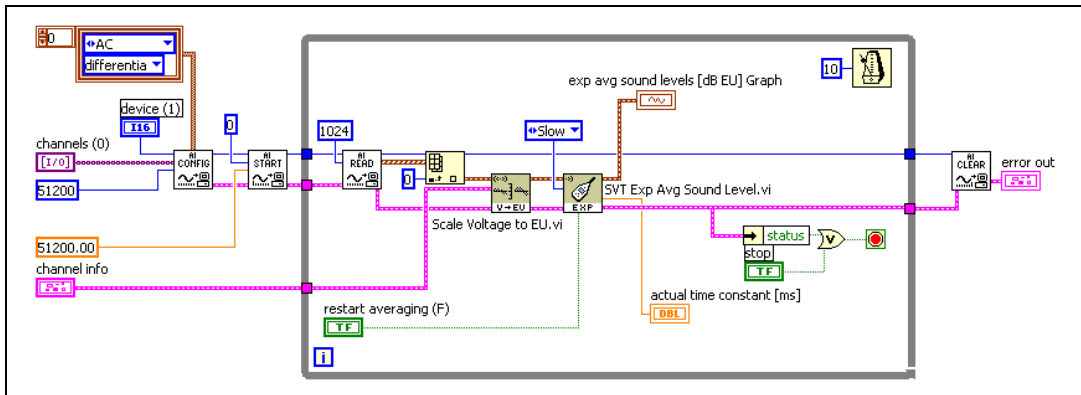 0
AC
differentia
device (1)
I16
channels (0)
[I/O]
51200
AI
CONFIG
0
AI
START
51200.00
channel info
1024
AI
READ
0
V→EU
Scale Voltage to EU.vi
Slow
EXP
SVT Exp Avg Sound Level.vi
exp avg sound levels [dB EU] Graph
10
restart averaging (F)
TF
actual time constant [ms]
DBL
status
stop
TF
V
i
AI
CLEAR
error out